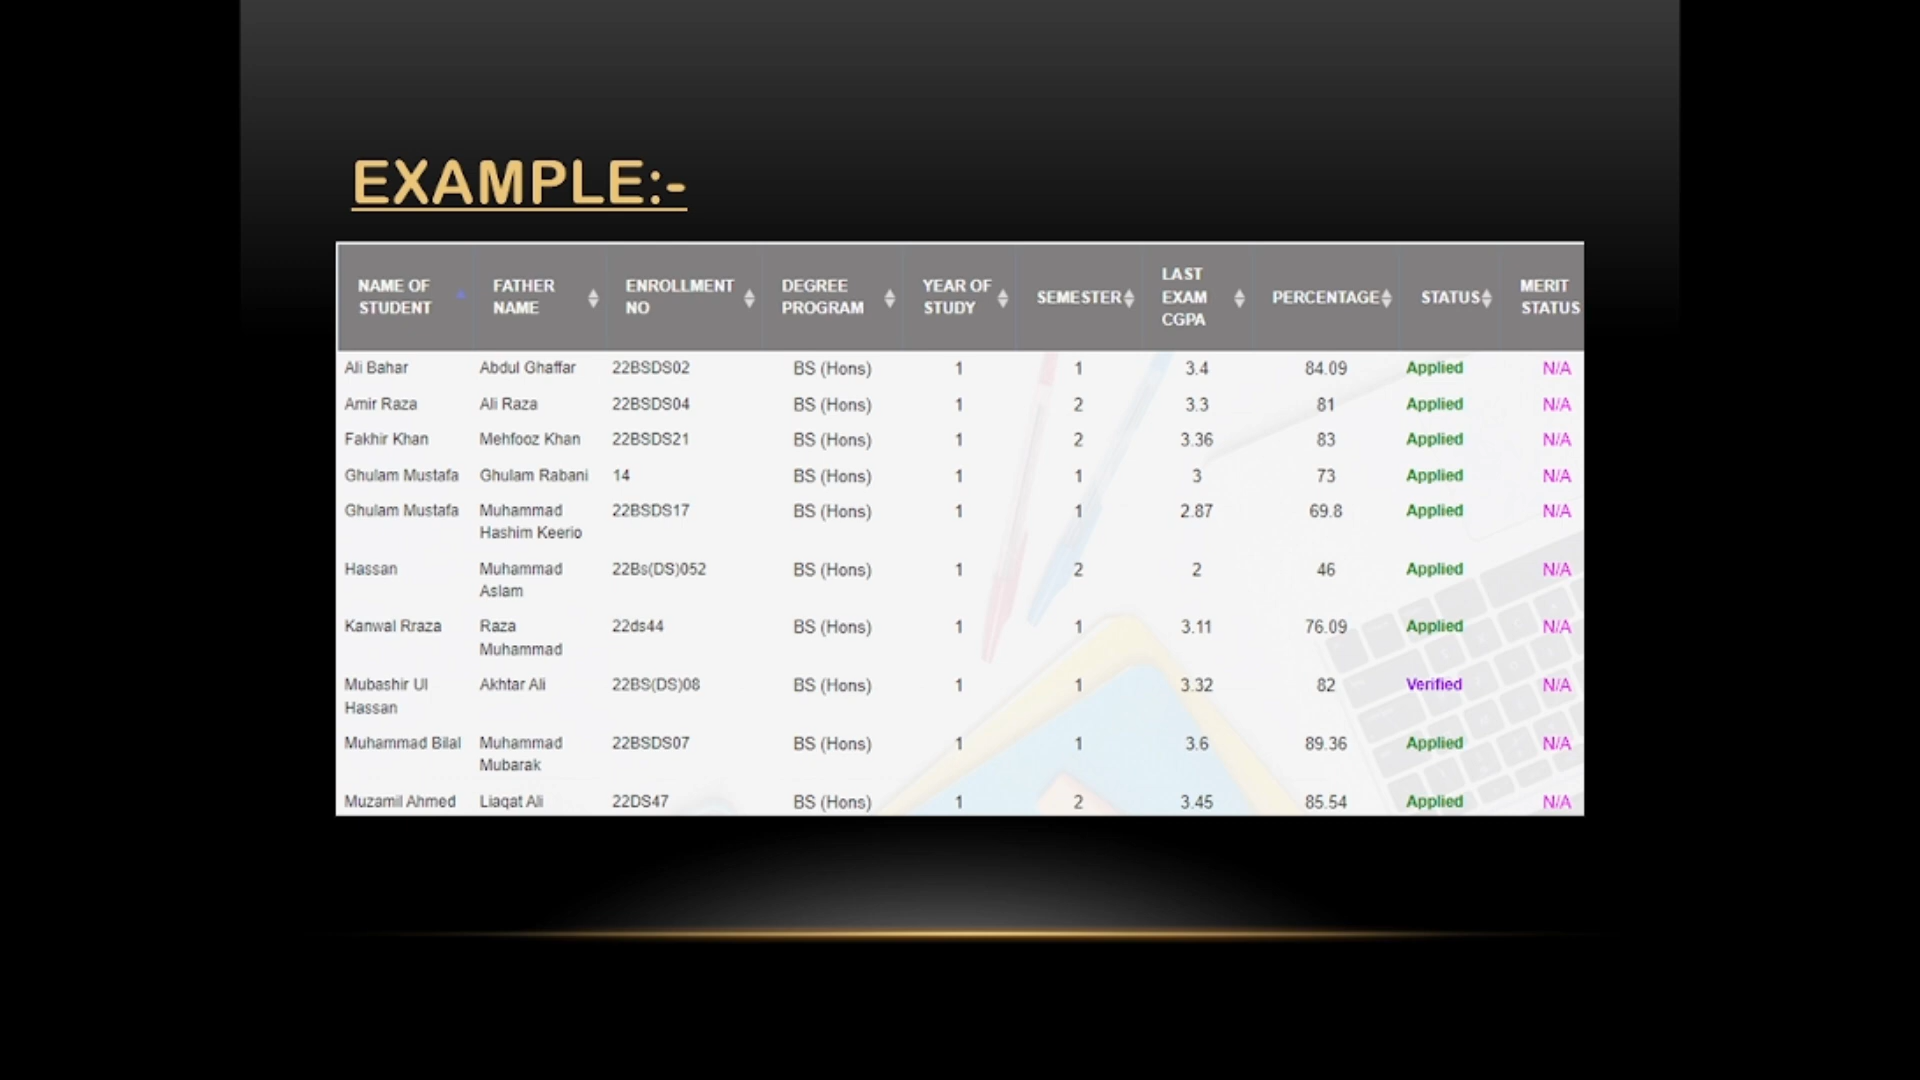 EXAMPLE:-
NAME OF STUDENT FATHER NAME ENROLLMENT NO DEGREE PROGRAM YEAR OF STUDY SEMESTER LAST EXAM CGPA PERCENTAGE STATUS MERIT STATUS
Ali Bahar Abdul Ghaffar 22BSDS02 BS (Hons) 1 1 3.4 84.09 Applied N/A
Amir Raza Ali Raza 22BSDS04 BS (Hons) 1 2 3.3 81 Applied N/A
Fakhir Khan Mehfooz Khan 22BSDS21 BS (Hons) 1 2 3.36 83 Applied N/A
Ghulam Mustafa Ghulam Rabani 14 BS (Hons) 1 1 3 73 Applied N/A
Ghulam Mustafa Muhammad Hashim Keerio 22BSDS17 BS (Hons) 1 1 2.87 69.8 Applied N/A
Hassan Muhammad Aslam 22Bs(DS)052 BS (Hons) 1 2 2 46 Applied N/A
Kanwal Rraza Raza Muhammad 22ds44 BS (Hons) 1 1 3.11 76.09 Applied N/A
Mubashir Ul Hassan Akhtar Ali 22BS(DS)08 BS (Hons) 1 1 3.32 82 Verified N/A
Muhammad Bilal Muhammad Mubarak 22BSDS07 BS (Hons) 1 1 3.6 89.36 Applied N/A
Muzamil Ahmed Liaqat Ali 22DS47 BS (Hons) 1 2 3.45 85.54 Applied N/A